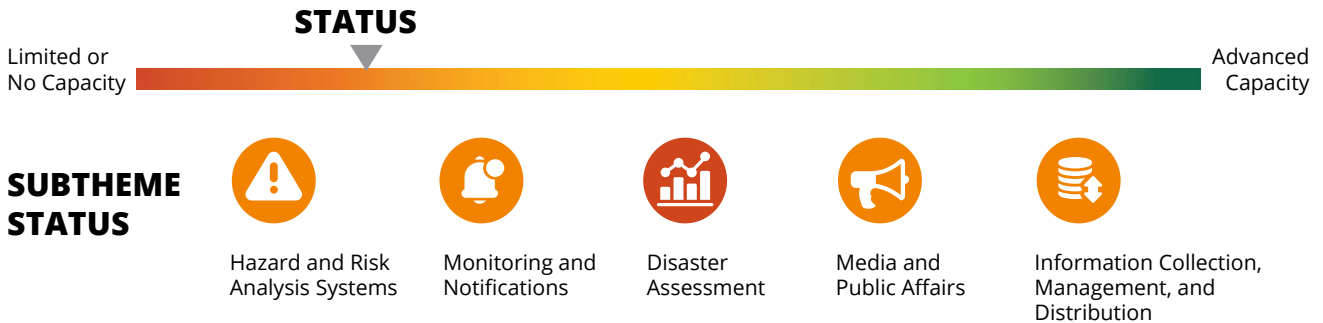 STATUS
Limited or
No Capacity
Advanced
Capacity
SUBTHEME
STATUS
Hazard and Risk
Analysis Systems
Monitoring and
Notifications
Disaster
Assessment
Media and
Public Affairs
Information Collection,
Management, and
Distribution